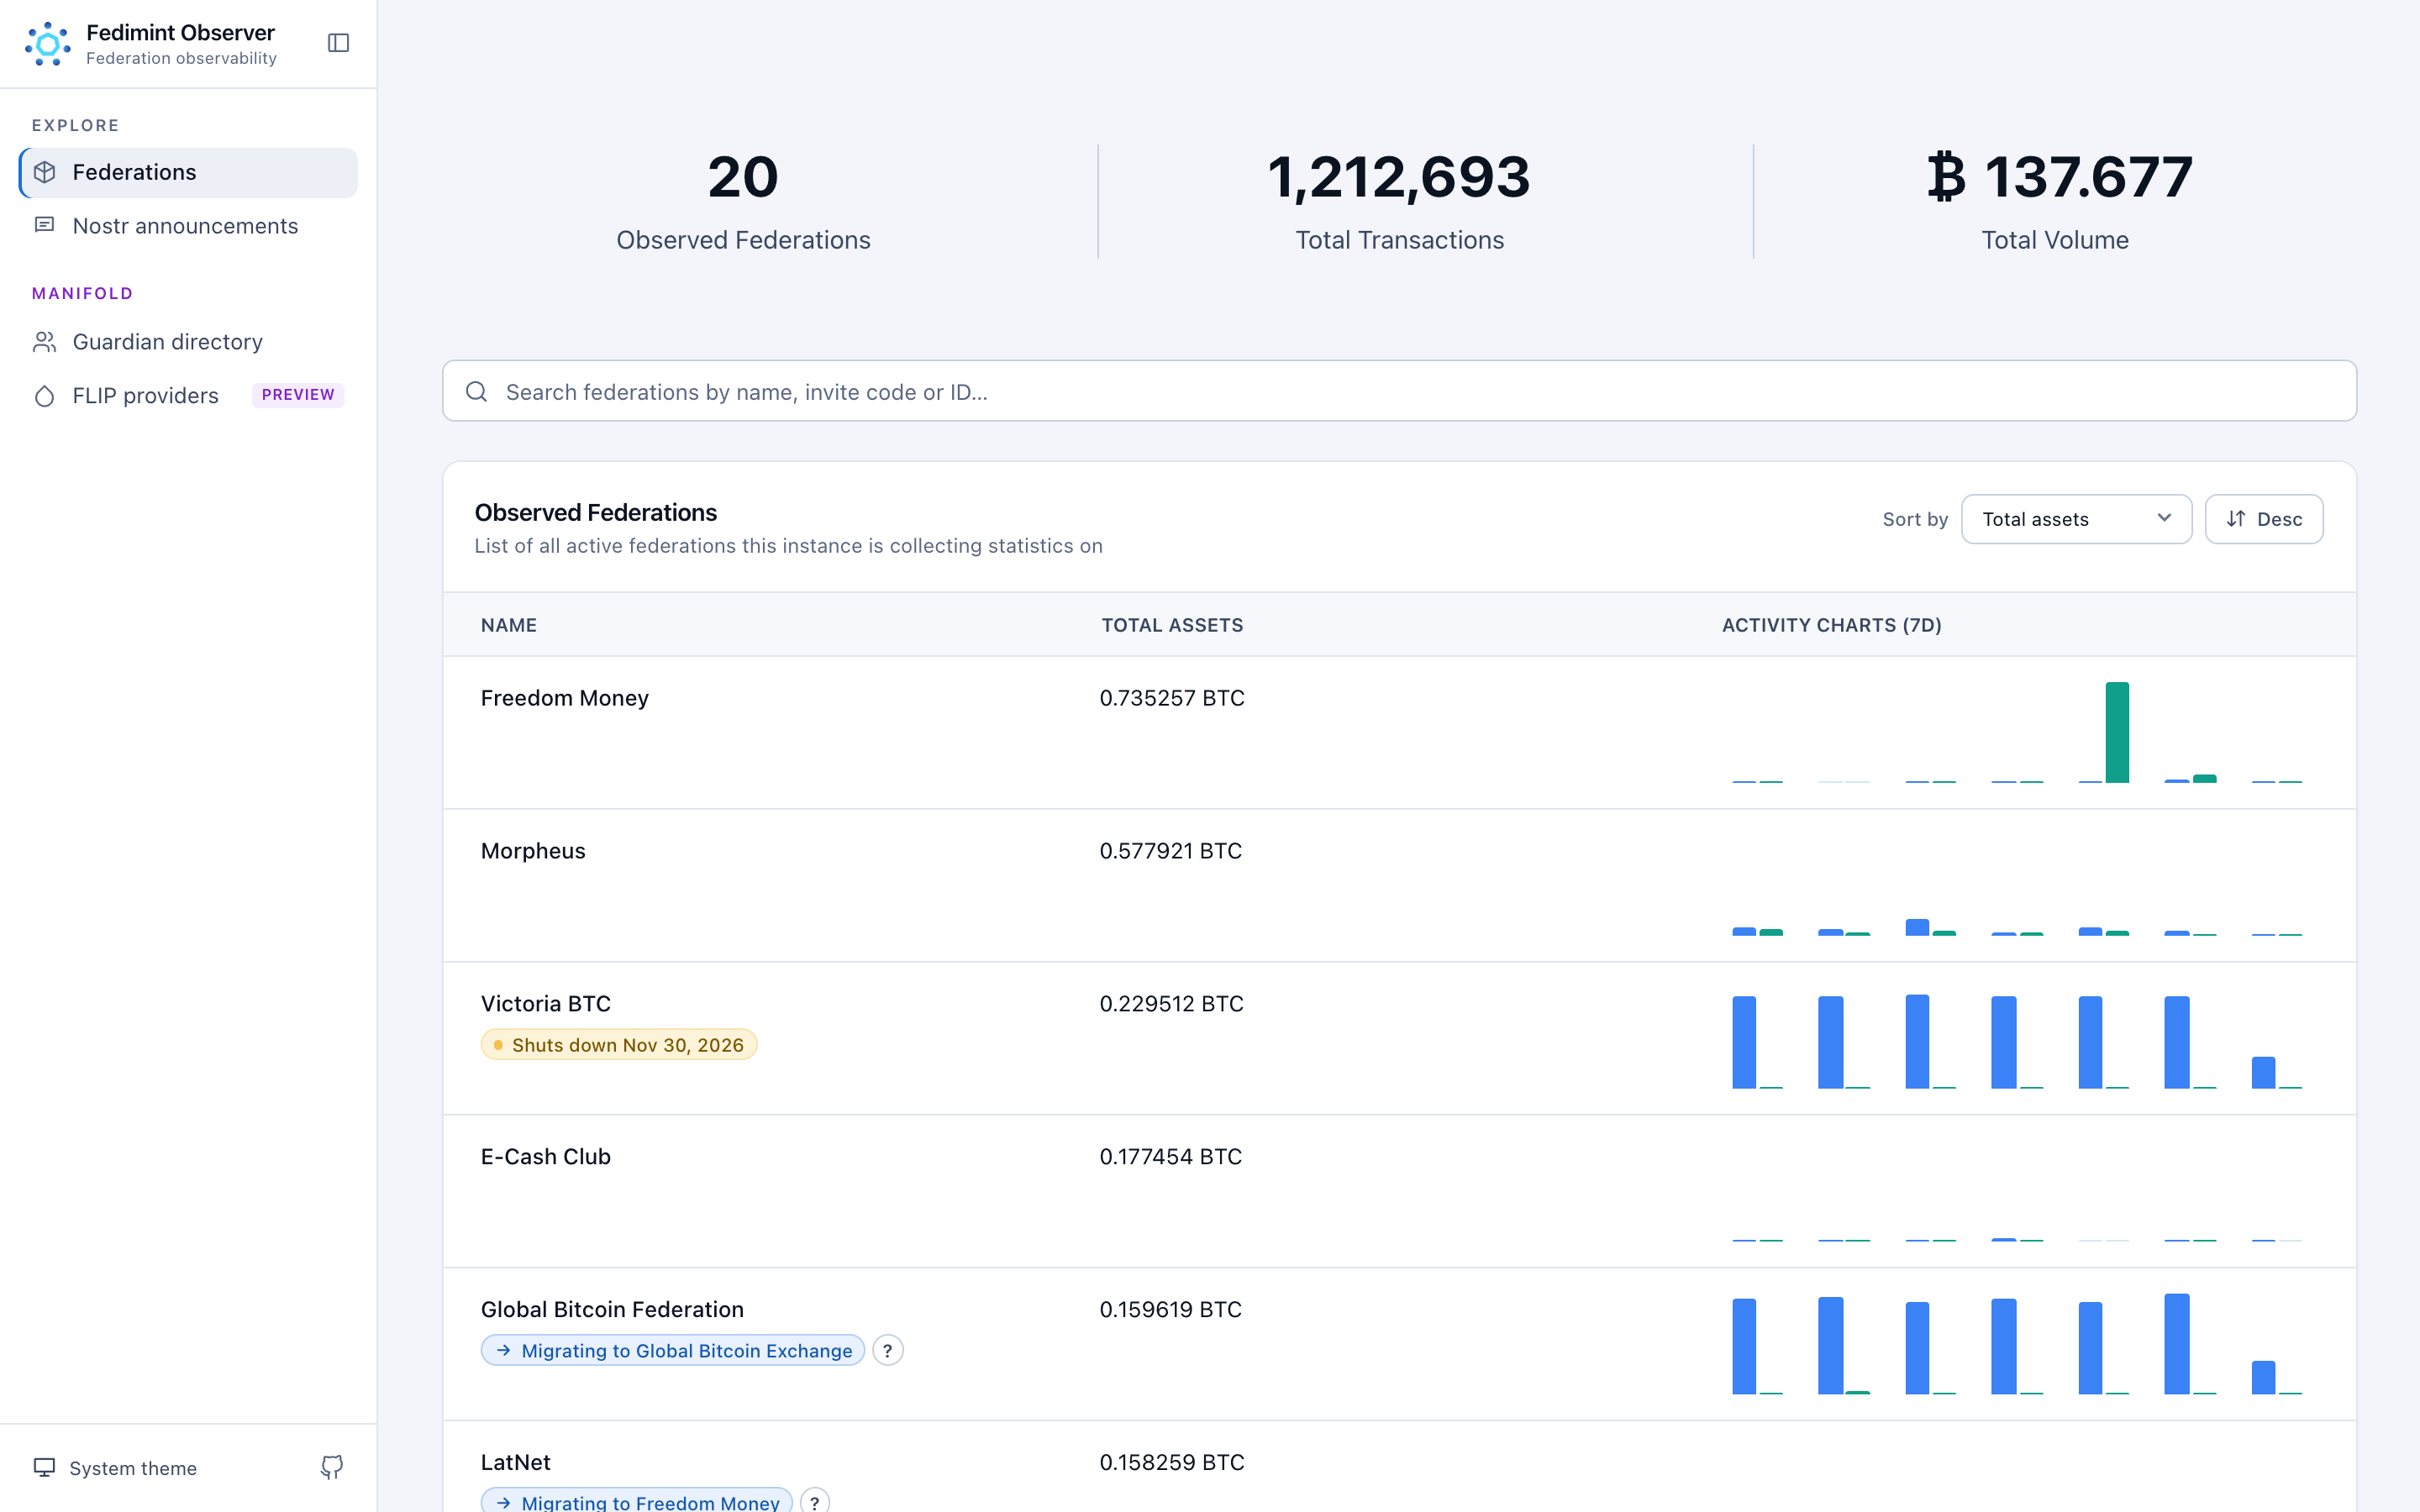 Fedimint Observer
Federation observability
EXPLORE
Federations
Nostr announcements
MANIFOLD
Guardian directory
FLIP providers PREVIEW
System theme
20
Observed Federations
1,212,693
Total Transactions
₿ 137.677
Total Volume
Search federations by name, invite code or ID...
Observed Federations
List of all active federations this instance is collecting statistics on
Sort by Total assets Desc
NAME TOTAL ASSETS ACTIVITY CHARTS (7D)
Freedom Money 0.735257 BTC
Morpheus 0.577921 BTC
Victoria BTC 0.229512 BTC
Shuts down Nov 30, 2026
E-Cash Club 0.177454 BTC
Global Bitcoin Federation 0.159619 BTC
→ Migrating to Global Bitcoin Exchange ?
LatNet 0.158259 BTC
→ Migrating to Freedom Money ?